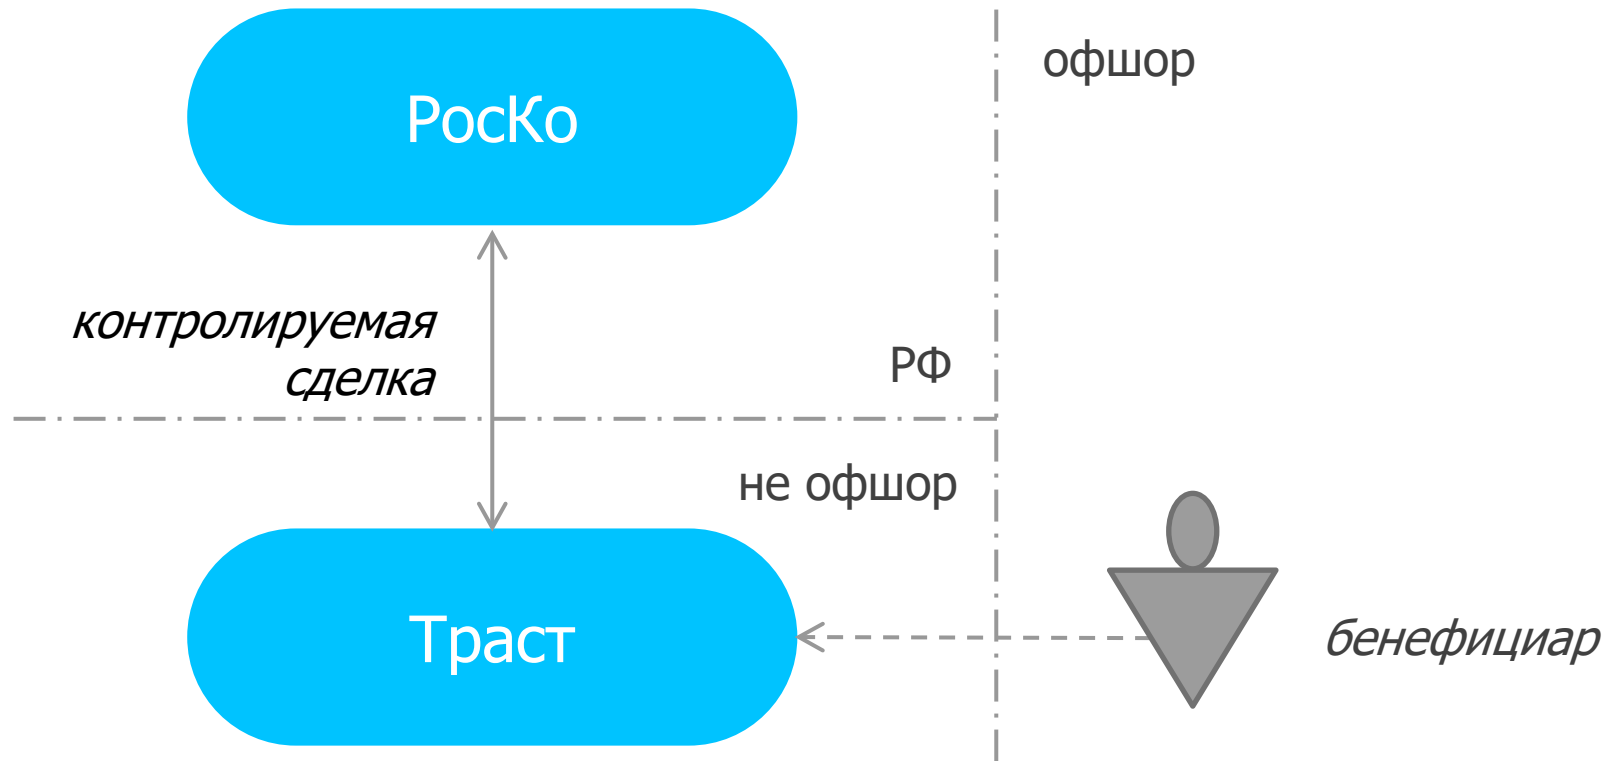 РосКо
офшор
контролируемая
сделка
РФ
не офшор
Траст
бенефициар